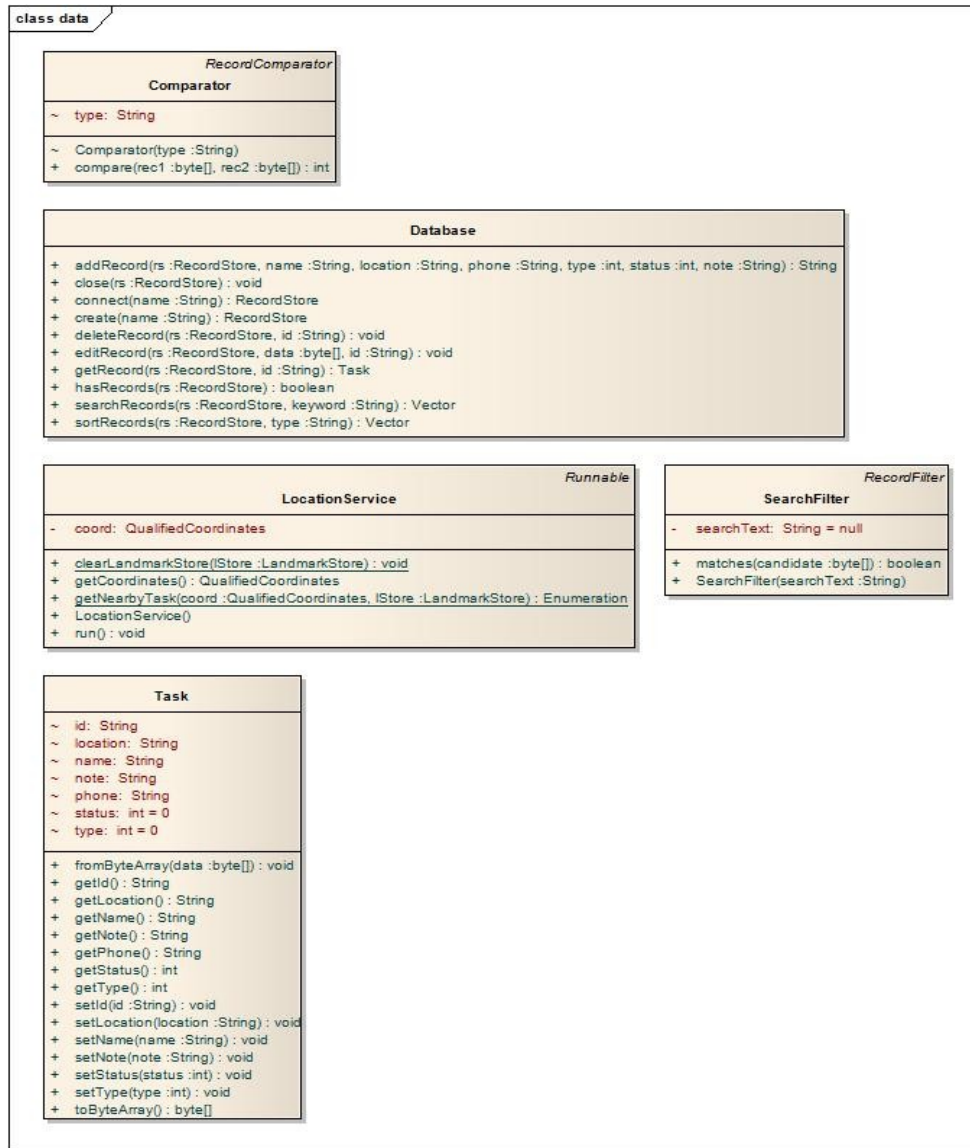 class data
RecordComparator
Comparator
~ type: String
~ Comparator(type :String)
+ compare(rec1 :byte[], rec2 :byte[]) : int
Database
+ addRecord(rs :RecordStore, name :String, location :String, phone :String, type :int, status :int, note :String) : String
+ close(rs :RecordStore) : void
+ connect(name :String) : RecordStore
+ create(name :String) : RecordStore
+ deleteRecord(rs :RecordStore, id :String) : void
+ editRecord(rs :RecordStore, data :byte[], id :String) : void
+ getRecord(rs :RecordStore, id :String) : Task
+ hasRecords(rs :RecordStore) : boolean
+ searchRecords(rs :RecordStore, keyword :String) : Vector
+ sortRecords(rs :RecordStore, type :String) : Vector
Runnable
LocationService
- coord: QualifiedCoordinates
+ clearLandmarkStore(lStore :LandmarkStore) : void
+ getCoordinates() : QualifiedCoordinates
+ getNearbyTask(coord :QualifiedCoordinates, lStore :LandmarkStore) : Enumeration
+ LocationService()
+ run() : void
RecordFilter
SearchFilter
- searchText: String = null
+ matches(candidate :byte[]) : boolean
+ SearchFilter(searchText :String)
Task
~ id: String
~ location: String
~ name: String
~ note: String
~ phone: String
~ status: int = 0
~ type: int = 0
+ fromByteArray(data :byte[]) : void
+ getId() : String
+ getLocation() : String
+ getName() : String
+ getNote() : String
+ getPhone() : String
+ getStatus() : int
+ getType() : int
+ setId(id :String) : void
+ setLocation(location :String) : void
+ setName(name :String) : void
+ setNote(note :String) : void
+ setStatus(status :int) : void
+ setType(type :int) : void
+ toByteArray() : byte[]